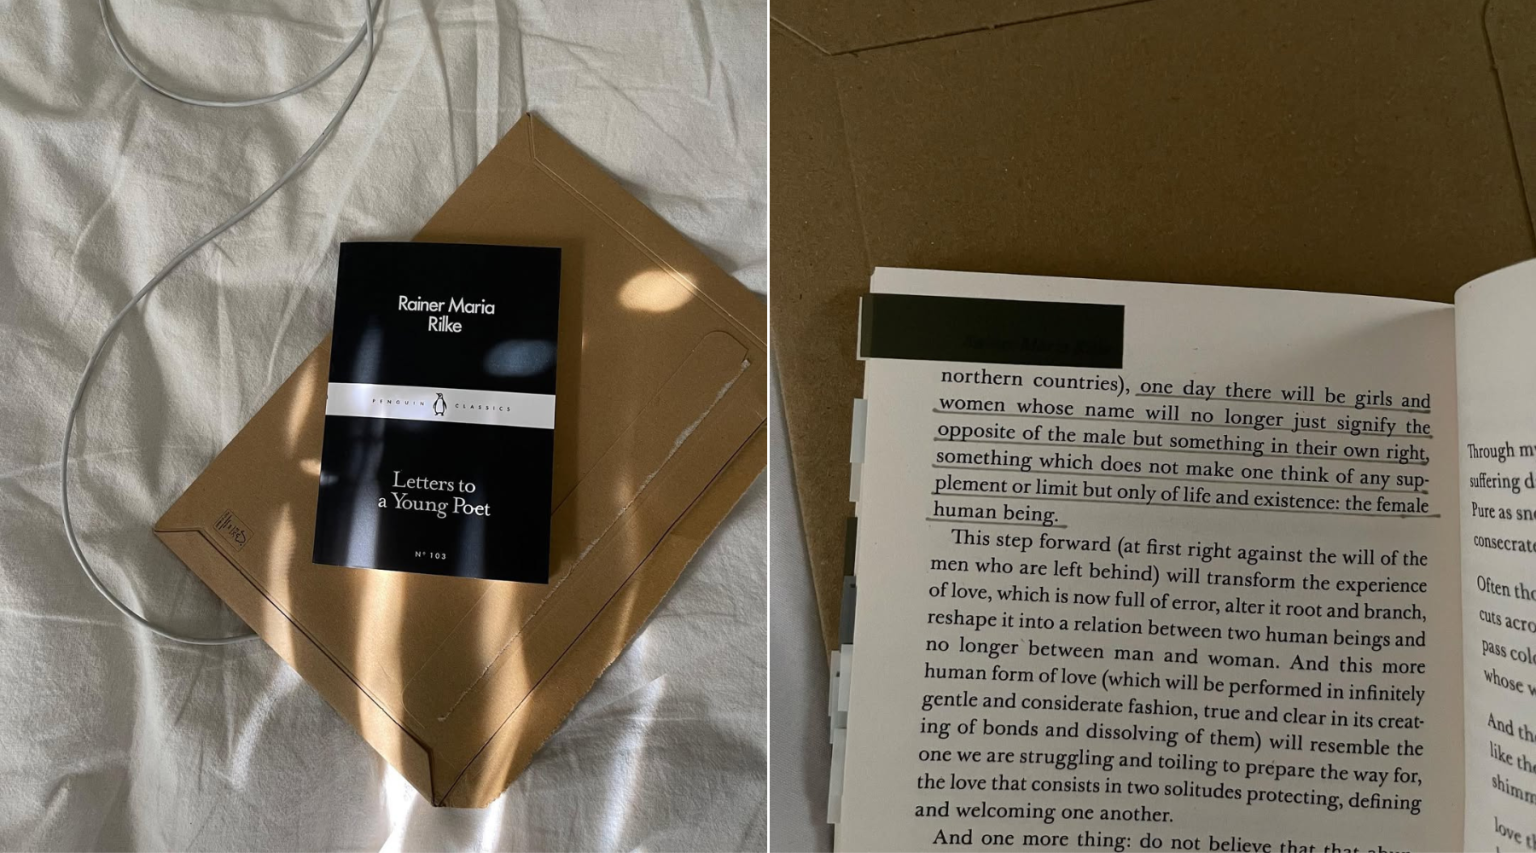 Rainer Maria
Rilke
PENGUIN CLASSICS
Letters to
a Young Poet
Nº 103
northern countries), one day there will be girls and
women whose name will no longer just signify the
opposite of the male but something in their own right,
something which does not make one think of any sup-
plement or limit but only of life and existence: the female
human being.
This step forward (at first right against the will of the
men who are left behind) will transform the experience
of love, which is now full of error, alter it root and branch,
reshape it into a relation between two human beings and
no longer between man and woman. And this more
human form of love (which will be performed in infinitely
gentle and considerate fashion, true and clear in its creat-
ing of bonds and dissolving of them) will resemble the
one we are struggling and toiling to prepare the way for,
the love that consists in two solitudes protecting, defining
and welcoming one another.
And one more thing: do not believe that that
Through
suffering
Pure as
Often
cuts
pass
whose
And
like
love